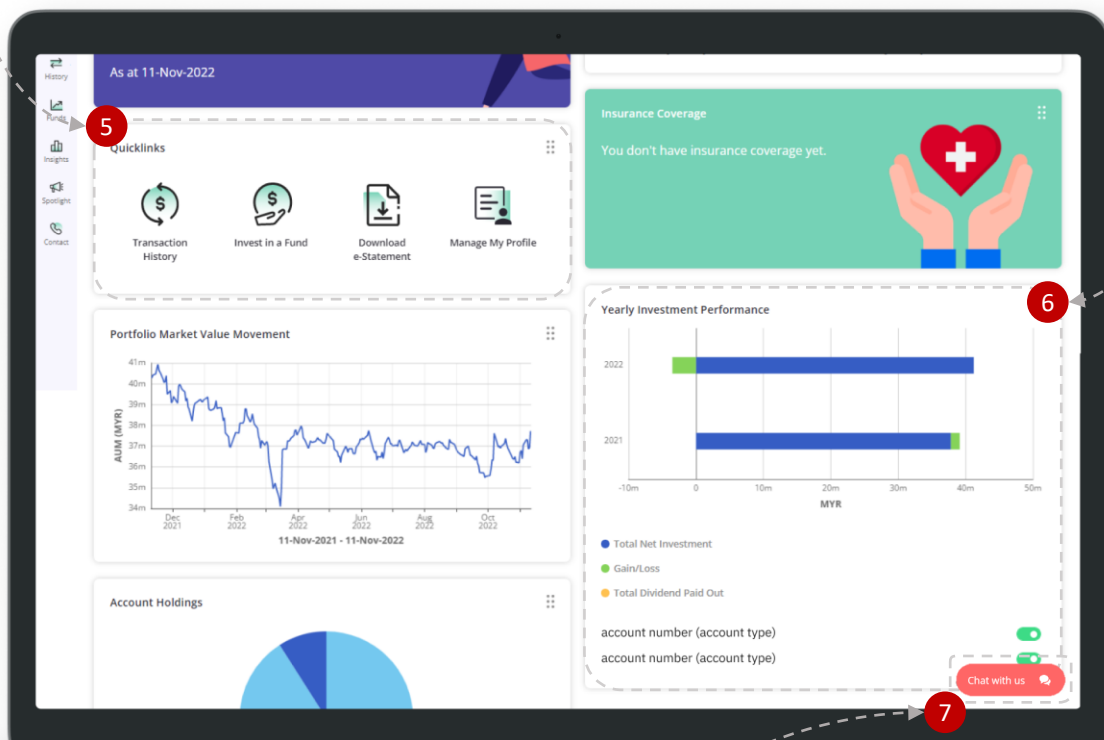 History
Funds
Insights
Spotlight
Contact
As at 11-Nov-2022
5
Quicklinks
Transaction
History
Invest in a Fund
Download
e-Statement
Manage My Profile
Portfolio Market Value Movement
AUM (MYR)
41m
40m
39m
38m
37m
36m
35m
34m
Dec
2021
Feb
2022
Apr
2022
Jun
2022
Aug
2022
Oct
2022
11-Nov-2021 - 11-Nov-2022
Account Holdings
Insurance Coverage
You don't have insurance coverage yet.
6
Yearly Investment Performance
2022
2021
-10m
0
10m
20m
30m
40m
50m
MYR
Total Net Investment
Gain/Loss
Total Dividend Paid Out
account number (account type)
account number (account type)
Chat with us
7